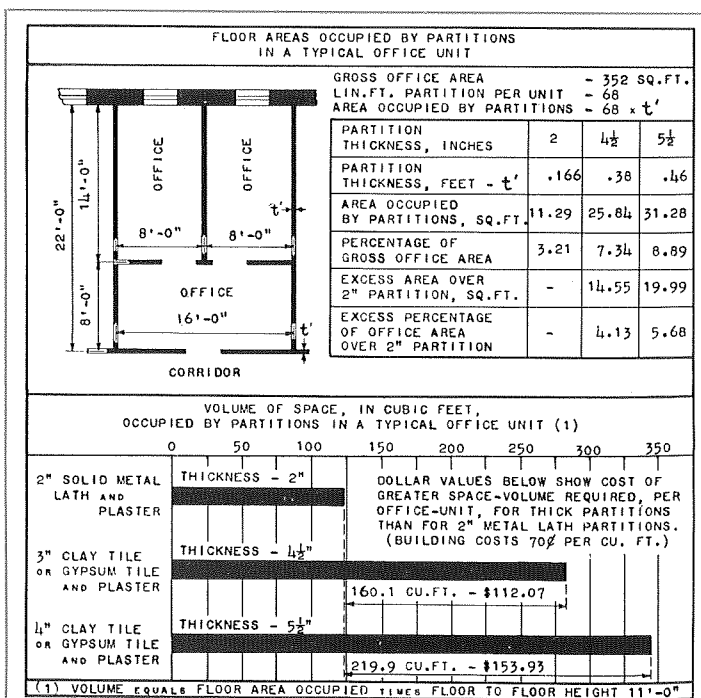 FLOOR AREAS OCCUPIED BY PARTITIONS
IN A TYPICAL OFFICE UNIT
GROSS OFFICE AREA - 352 SQ.FT.
LIN.FT. PARTITION PER UNIT - 68
AREA OCCUPIED BY PARTITIONS - 68 x t'
PARTITION THICKNESS, INCHES 2 4½ 5½
PARTITION THICKNESS, FEET - t' .166 .38 .46
AREA OCCUPIED BY PARTITIONS, SQ.FT. 11.29 25.84 31.28
PERCENTAGE OF GROSS OFFICE AREA 3.21 7.34 8.89
EXCESS AREA OVER 2" PARTITION, SQ.FT. - 14.55 19.99
EXCESS PERCENTAGE OF OFFICE AREA OVER 2" PARTITION - 4.13 5.68
OFFICE
OFFICE
22'-0"
14'-0"
t'
8'-0" 8'-0"
OFFICE
8'-0"
16'-0"
t'
CORRIDOR
VOLUME OF SPACE, IN CUBIC FEET,
OCCUPIED BY PARTITIONS IN A TYPICAL OFFICE UNIT (1)
0 50 100 150 200 250 300 350
2" SOLID METAL
LATH AND
PLASTER
THICKNESS - 2"
DOLLAR VALUES BELOW SHOW COST OF
GREATER SPACE-VOLUME REQUIRED, PER
OFFICE-UNIT, FOR THICK PARTITIONS
THAN FOR 2" METAL LATH PARTITIONS.
(BUILDING COSTS 70¢ PER CU. FT.)
3" CLAY TILE
OR GYPSUM TILE
AND PLASTER
THICKNESS - 4½"
160.1 CU.FT. - $112.07
4" CLAY TILE
OR GYPSUM TILE
AND PLASTER
THICKNESS - 5½"
219.9 CU.FT. - $153.93
(1) VOLUME EQUALS FLOOR AREA OCCUPIED TIMES FLOOR TO FLOOR HEIGHT 11'-0"